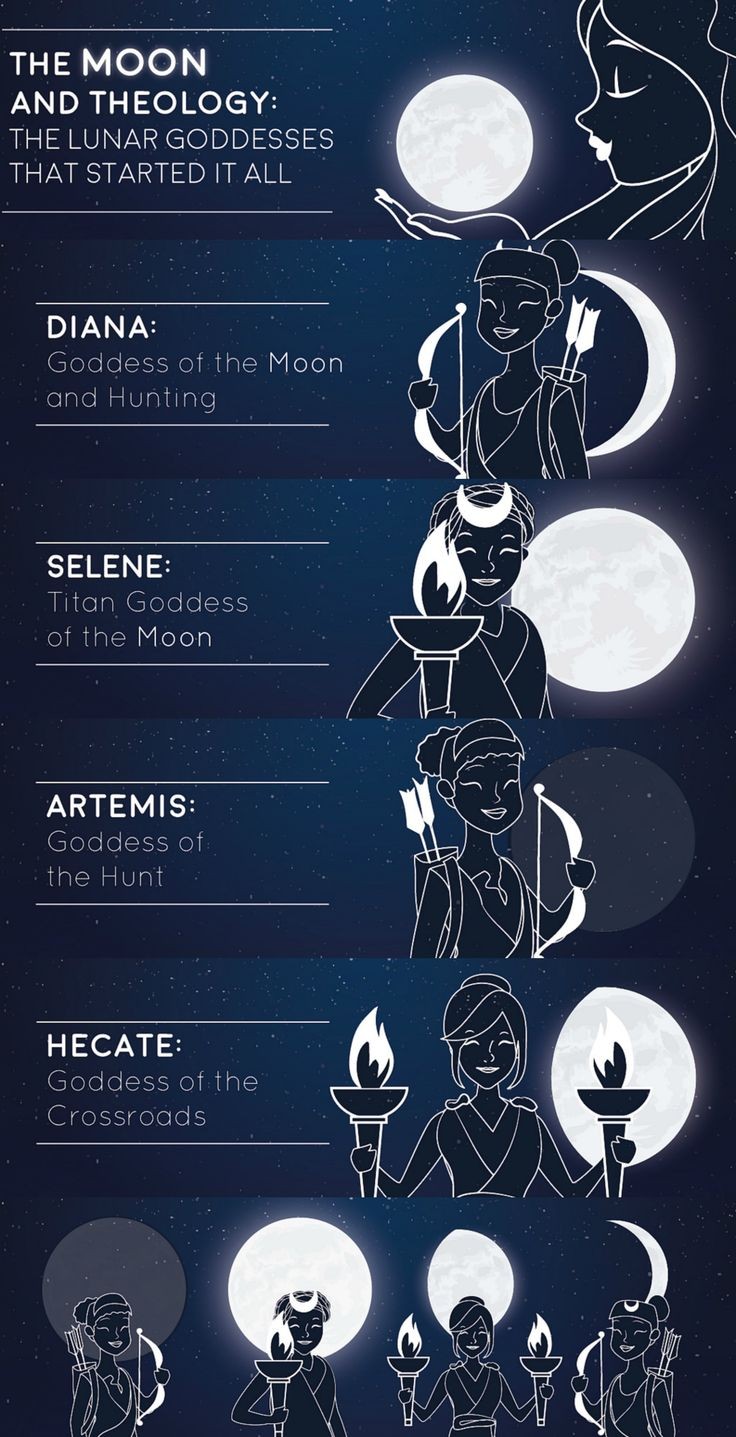 THE MOON
AND THEOLOGY:
THE LUNAR GODDESSES
THAT STARTED IT ALL
DIANA:
Goddess of the Moon
and Hunting
SELENE:
Titan Goddess
of the Moon
ARTEMIS:
Goddess of
the Hunt
HECATE:
Goddess of the
Crossroads